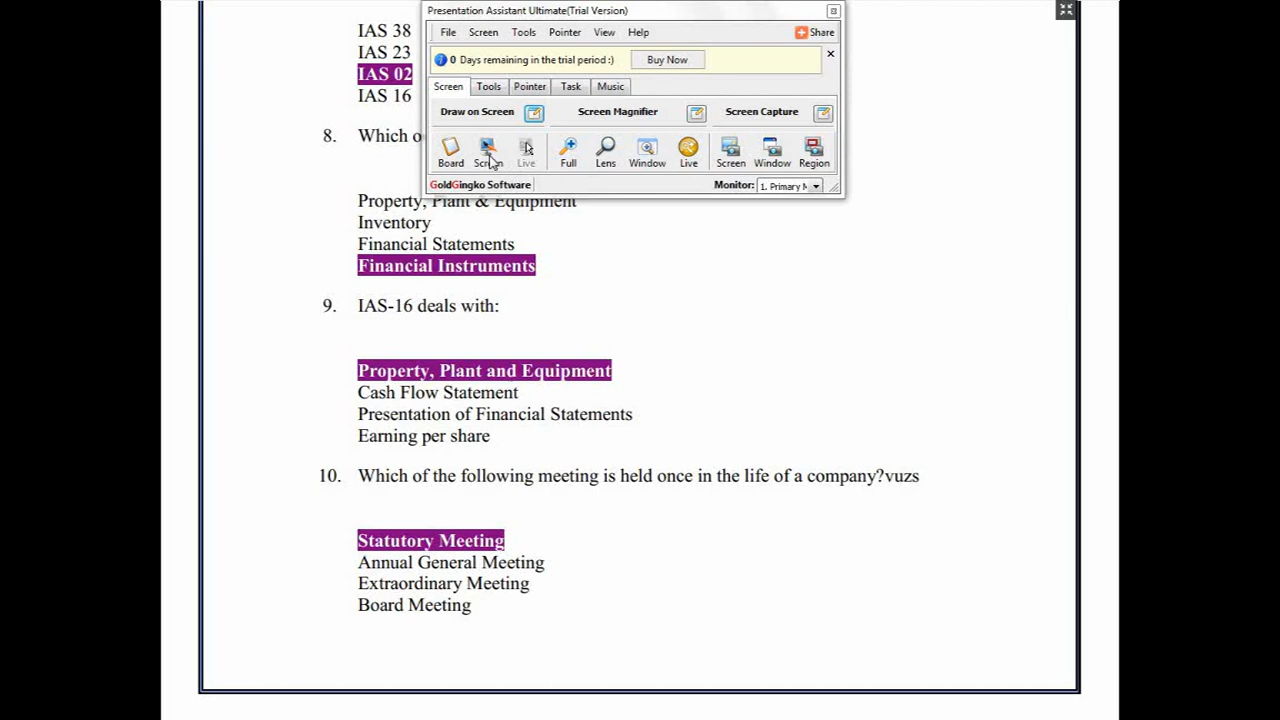 IAS 38
IAS 23
IAS 02
IAS 16
Presentation Assistant Ultimate(Trial Version)
File Screen Tools Pointer View Help Share
0 Days remaining in the trial period :) Buy Now
Screen Tools Pointer Task Music
Draw on Screen Screen Magnifier Screen Capture
Board Screen Live Full Lens Window Live Screen Window Region
GoldGingko Software Monitor: 1. Primary
8. Which
Property, Plant & Equipment
Inventory
Financial Statements
Financial Instruments
9. IAS-16 deals with:
Property, Plant and Equipment
Cash Flow Statement
Presentation of Financial Statements
Earning per share
10. Which of the following meeting is held once in the life of a company?vuzs
Statutory Meeting
Annual General Meeting
Extraordinary Meeting
Board Meeting